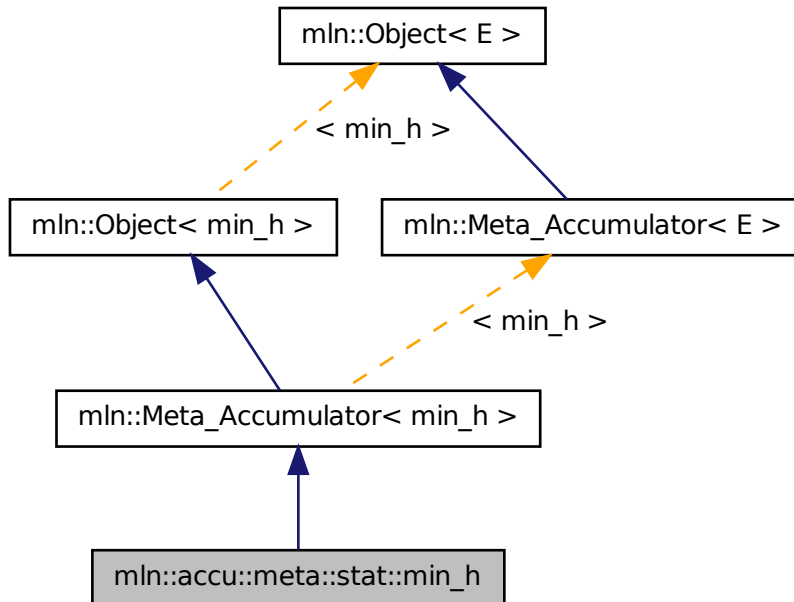 mln::Object< E >
< min_h >
mln::Object< min_h >
mln::Meta_Accumulator< E >
< min_h >
mln::Meta_Accumulator< min_h >
mln::accu::meta::stat::min_h